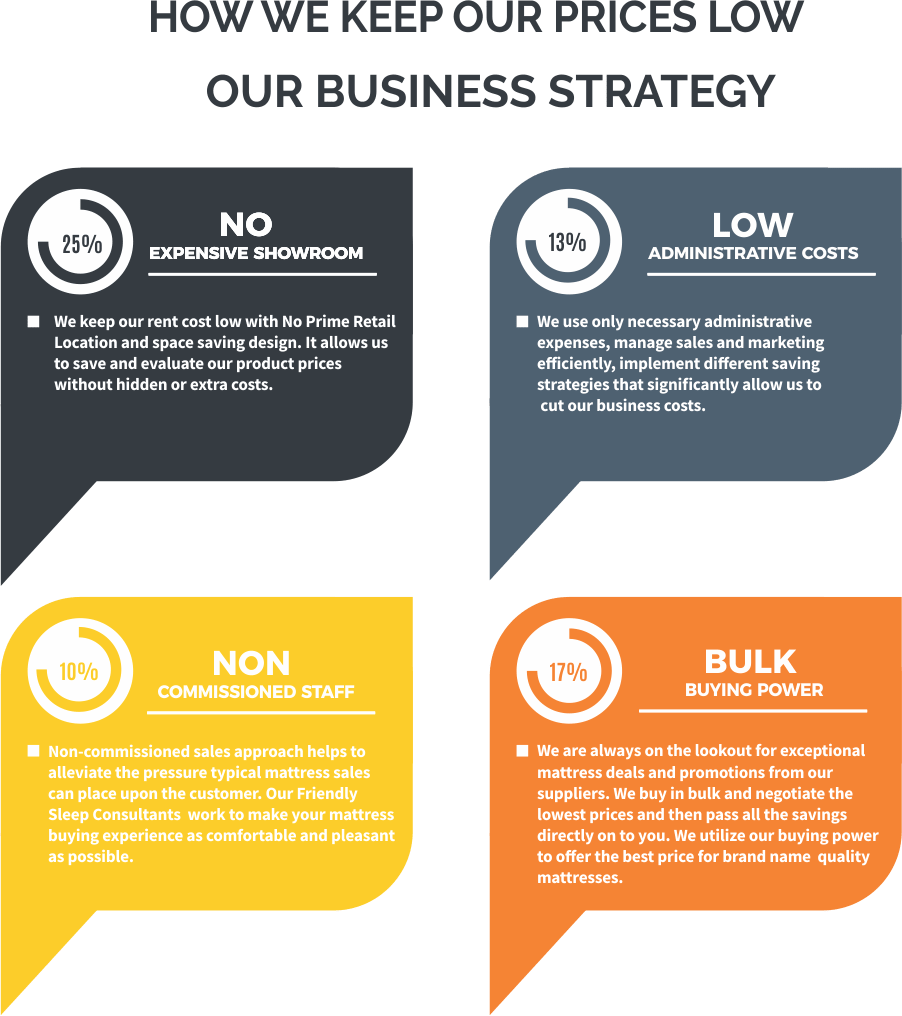 HOW WE KEEP OUR PRICES LOW
OUR BUSINESS STRATEGY
25%
NO
EXPENSIVE SHOWROOM
We keep our rent cost low with No Prime Retail
Location and space saving design. It allows us
to save and evaluate our product prices
without hidden or extra costs.
13%
LOW
ADMINISTRATIVE COSTS
We use only necessary administrative
expenses, manage sales and marketing
efficiently, implement different saving
strategies that significantly allow us to
cut our business costs.
10%
NON
COMMISSIONED STAFF
Non-commissioned sales approach helps to
alleviate the pressure typical mattress sales
can place upon the customer. Our Friendly
Sleep Consultants work to make your mattress
buying experience as comfortable and pleasant
as possible.
17%
BULK
BUYING POWER
We are always on the lookout for exceptional
mattress deals and promotions from our
suppliers. We buy in bulk and negotiate the
lowest prices and then pass all the savings
directly on to you. We utilize our buying power
to offer the best price for brand name quality
mattresses.